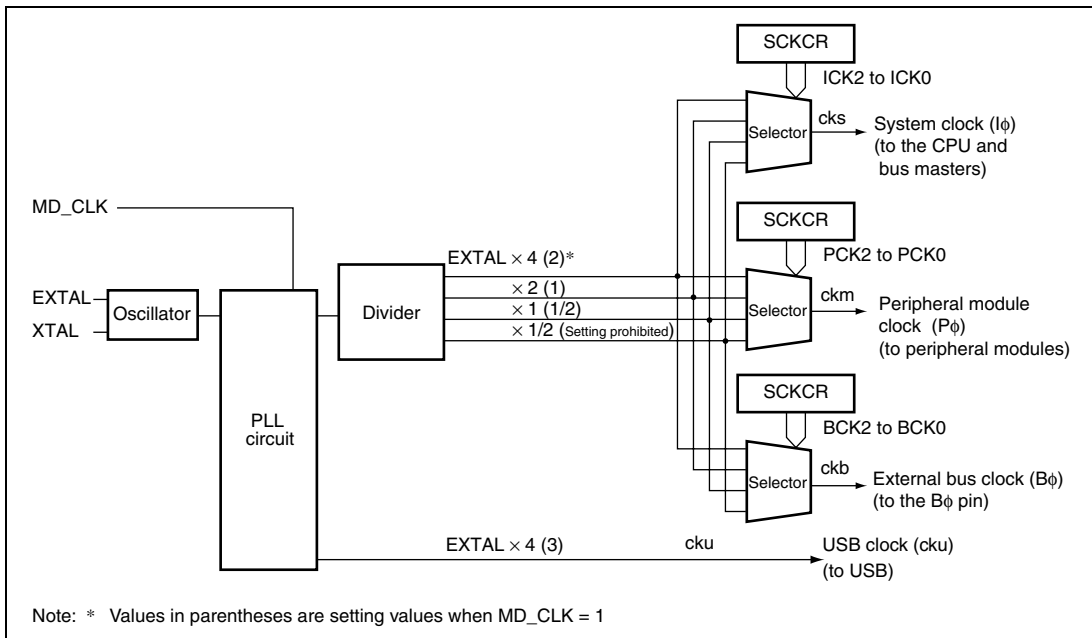 SCKCR
ICK2 to ICK0
Selector
cks
System clock (Iϕ)
(to the CPU and
bus masters)
MD_CLK
SCKCR
PCK2 to PCK0
EXTAL × 4 (2)*
× 2 (1)
× 1 (1/2)
× 1/2 (Setting prohibited)
EXTAL
XTAL
Oscillator
Divider
Selector
ckm
Peripheral module
clock (Pϕ)
(to peripheral modules)
PLL
circuit
SCKCR
BCK2 to BCK0
Selector
ckb
External bus clock (Bϕ)
(to the Bϕ pin)
EXTAL × 4 (3)
cku
USB clock (cku)
(to USB)
Note: * Values in parentheses are setting values when MD_CLK = 1